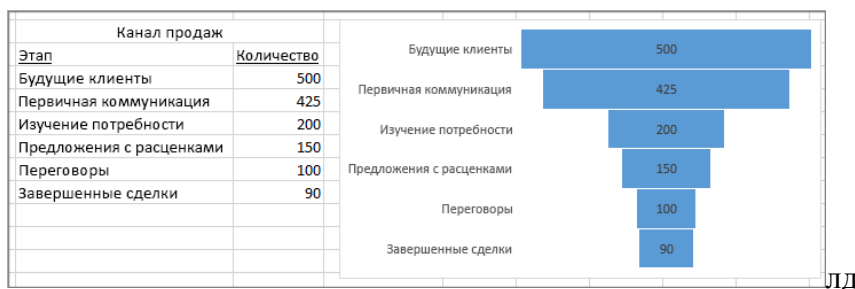 Канал продаж
Этап Количество
Будущие клиенты 500
Первичная коммуникация 425
Изучение потребности 200
Предложения с расценками 150
Переговоры 100
Завершенные сделки 90
Будущие клиенты 500
Первичная коммуникация 425
Изучение потребности 200
Предложения с расценками 150
Переговоры 100
Завершенные сделки 90
лд